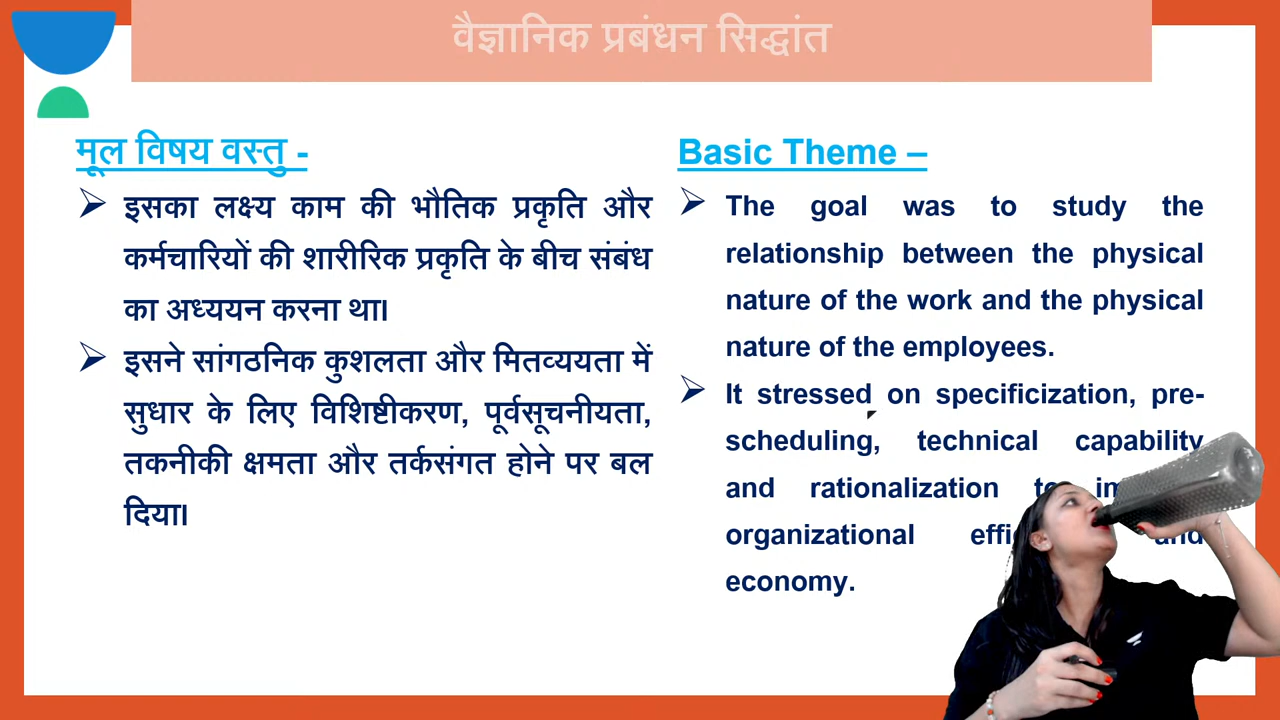 वैज्ञानिक प्रबंधन सिद्धांत
मूल विषय वस्तु -
इसका लक्ष्य काम की भौतिक प्रकृति और
कर्मचारियों की शारीरिक प्रकृति के बीच संबंध
का अध्ययन करना था।
इसने सांगठनिक कुशलता और मितव्ययता में
सुधार के लिए विशिष्टीकरण, पूर्वसूचनीयता,
तकनीकी क्षमता और तर्कसंगत होने पर बल
दिया।
Basic Theme –
The goal was to study the
relationship between the physical
nature of the work and the physical
nature of the employees.
It stressed on specificization, pre-
scheduling, technical capability
and rationalization
organizational and
economy.